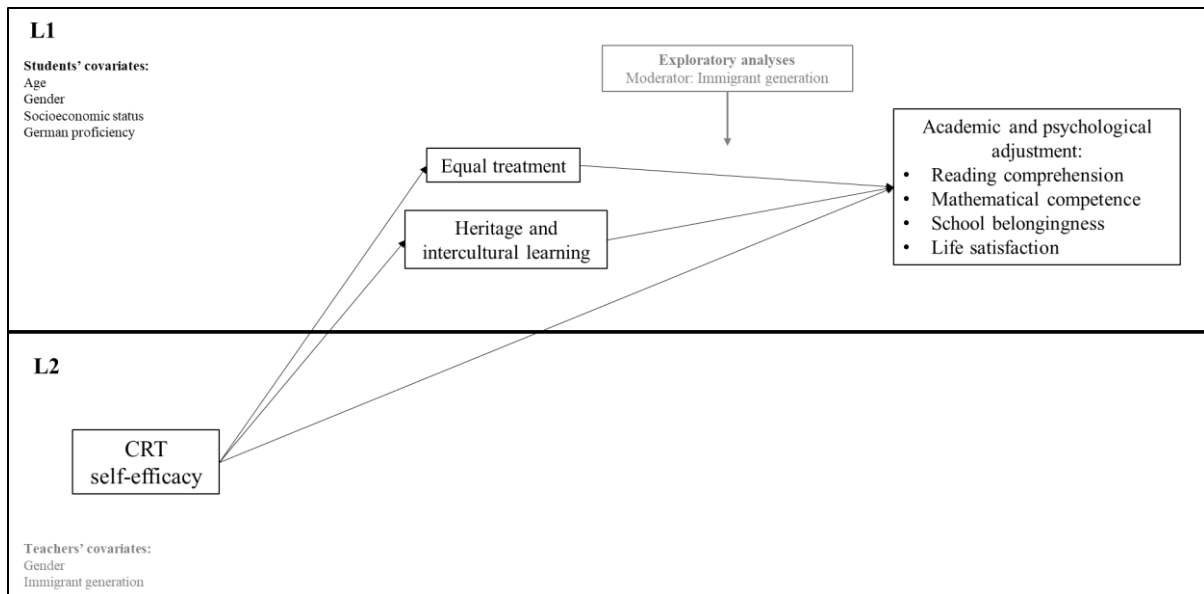 L1
Students’ covariates:
Age
Gender
Socioeconomic status
German proficiency
Exploratory analyses
Moderator: Immigrant generation
Equal treatment
Heritage and
intercultural learning
Academic and psychological
adjustment:
• Reading comprehension
• Mathematical competence
• School belongingness
• Life satisfaction
L2
CRT
self-efficacy
Teachers’ covariates:
Gender
Immigrant generation